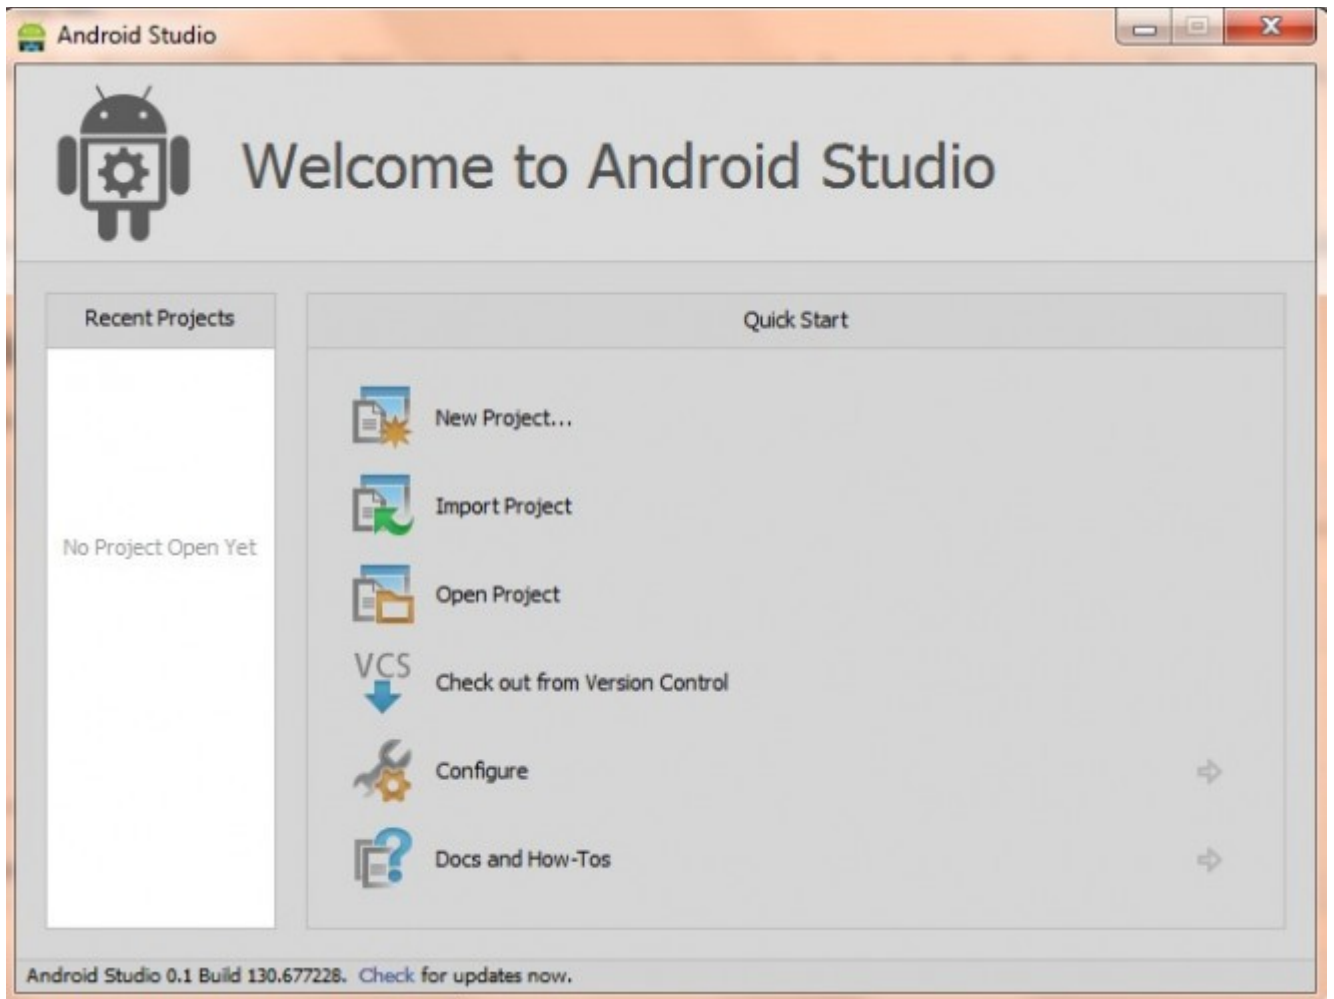 Android Studio
Welcome to Android Studio
Recent Projects
No Project Open Yet
Quick Start
New Project...
Import Project
Open Project
VCS
Check out from Version Control
Configure
Docs and How-Tos
Android Studio 0.1 Build 130.677228. Check for updates now.